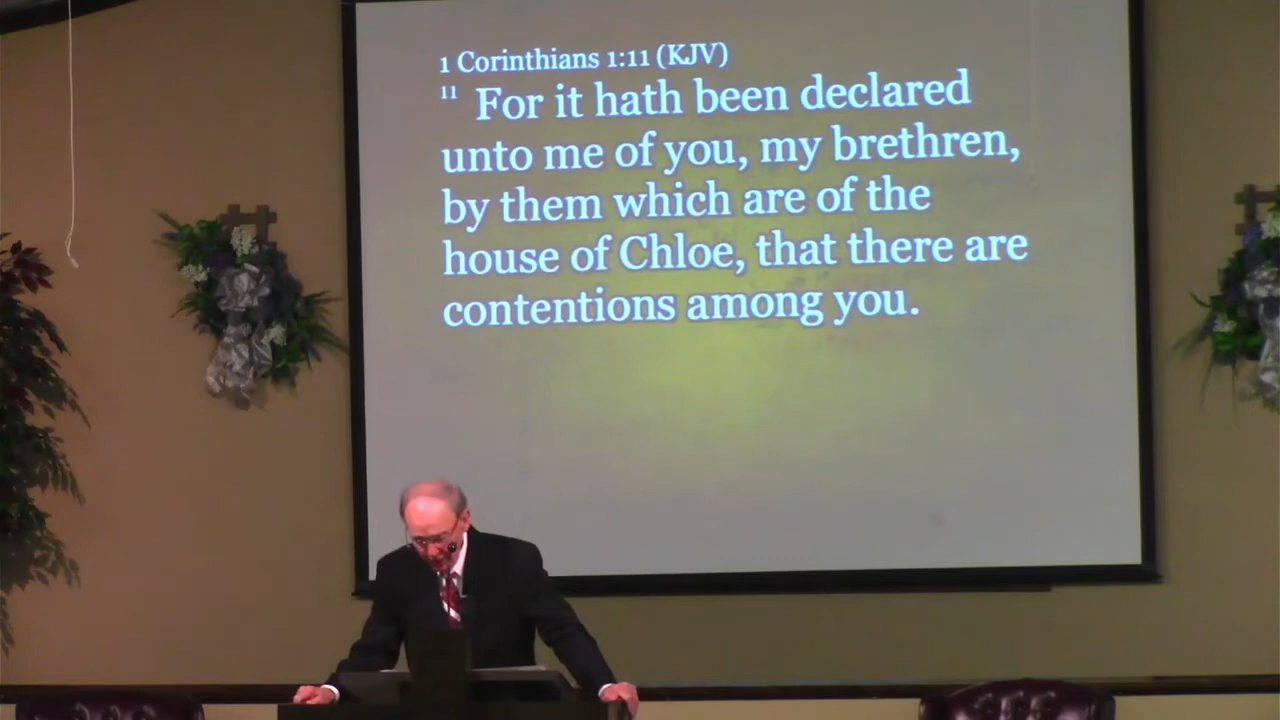 1 Corinthians 1:11 (KJV)
11 For it hath been declared
unto me of you, my brethren,
by them which are of the
house of Chloe, that there are
contentions among you.